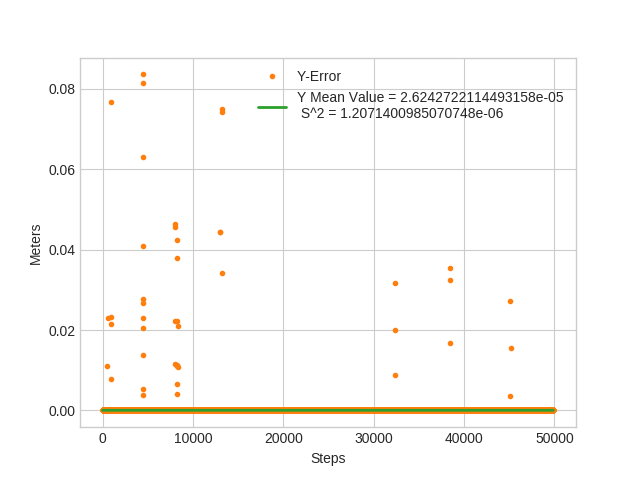 0.08
0.06
0.04
0.02
0.00
Meters
0
10000
20000
30000
40000
50000
Steps
Y-Error
Y Mean Value = 2.6242722114493158e-05
S^2 = 1.2071400985070748e-06